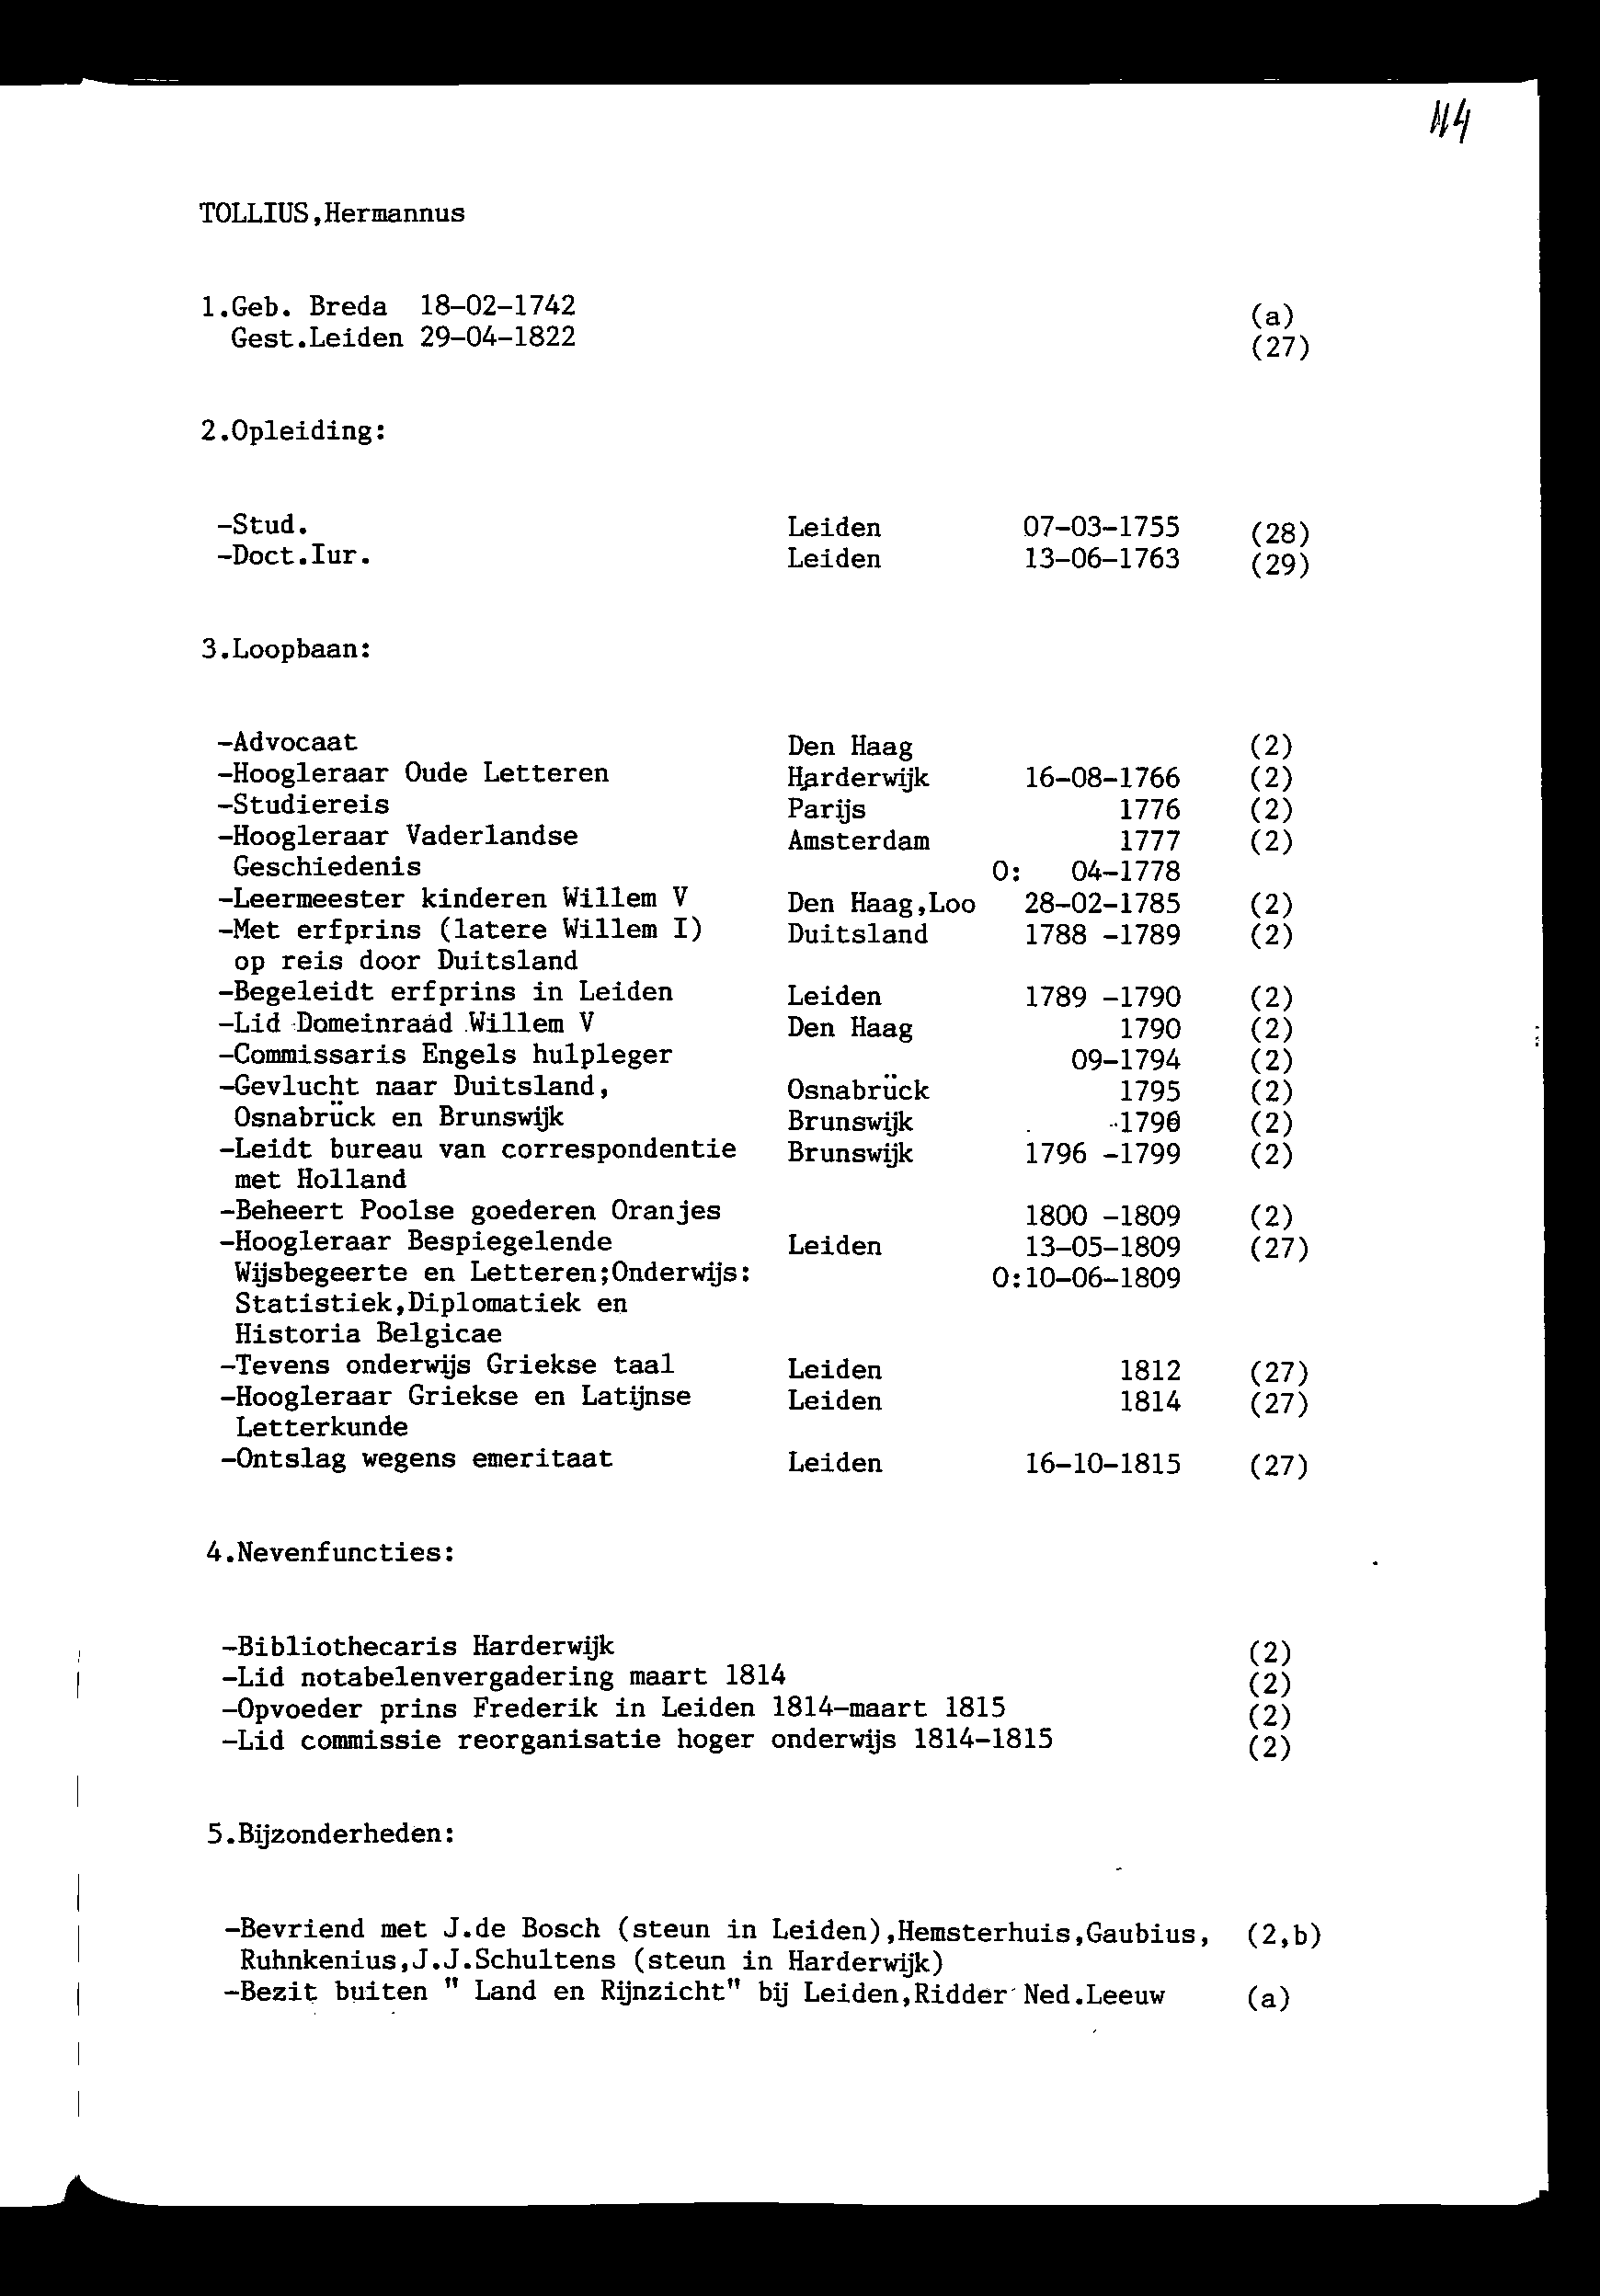 114
TOLLIUS,Hermannus
1.Geb. Breda 18-02-1742 (a)
Gest.Leiden 29-04-1822 (27)
2.Opleiding:
-Stud. Leiden 07-03-1755 (28)
-Doct.Iur. Leiden 13-06-1763 (29)
3.Loopbaan:
-Advocaat Den Haag (2)
-Hoogleraar Oude Letteren Harderwijk 16-08-1766 (2)
-Studiereis Parijs 1776 (2)
-Hoogleraar Vaderlandse Amsterdam 1777 (2)
Geschiedenis O: 04-1778
-Leermeester kinderen Willem V Den Haag,Loo 28-02-1785 (2)
-Met erfprins (latere Willem I) Duitsland 1788 -1789 (2)
op reis door Duitsland
-Begeleidt erfprins in Leiden Leiden 1789 -1790 (2)
-Lid Domeinraad Willem V Den Haag 1790 (2)
-Commissaris Engels hulpleger 09-1794 (2)
-Gevlucht naar Duitsland, Osnabrück 1795 (2)
Osnabrück en Brunswijk Brunswijk 1796 (2)
-Leidt bureau van correspondentie Brunswijk 1796 -1799 (2)
met Holland
-Beheert Poolse goederen Oranjes 1800 -1809 (2)
-Hoogleraar Bespiegelende Leiden 13-05-1809 (27)
Wijsbegeerte en Letteren;Onderwijs: O:10-06-1809
Statistiek,Diplomatiek en
Historia Belgicae
-Tevens onderwijs Griekse taal Leiden 1812 (27)
-Hoogleraar Griekse en Latijnse Leiden 1814 (27)
Letterkunde
-Ontslag wegens emeritaat Leiden 16-10-1815 (27)
4.Nevenfuncties:
-Bibliothecaris Harderwijk (2)
-Lid notabelenvergadering maart 1814 (2)
-Opvoeder prins Frederik in Leiden 1814-maart 1815 (2)
-Lid commissie reorganisatie hoger onderwijs 1814-1815 (2)
5.Bijzonderheden:
-Bevriend met J.de Bosch (steun in Leiden),Hemsterhuis,Gaubius, (2,b)
Ruhnkenius,J.J.Schultens (steun in Harderwijk)
-Bezit buiten " Land en Rijnzicht" bij Leiden,Ridder Ned.Leeuw (a)